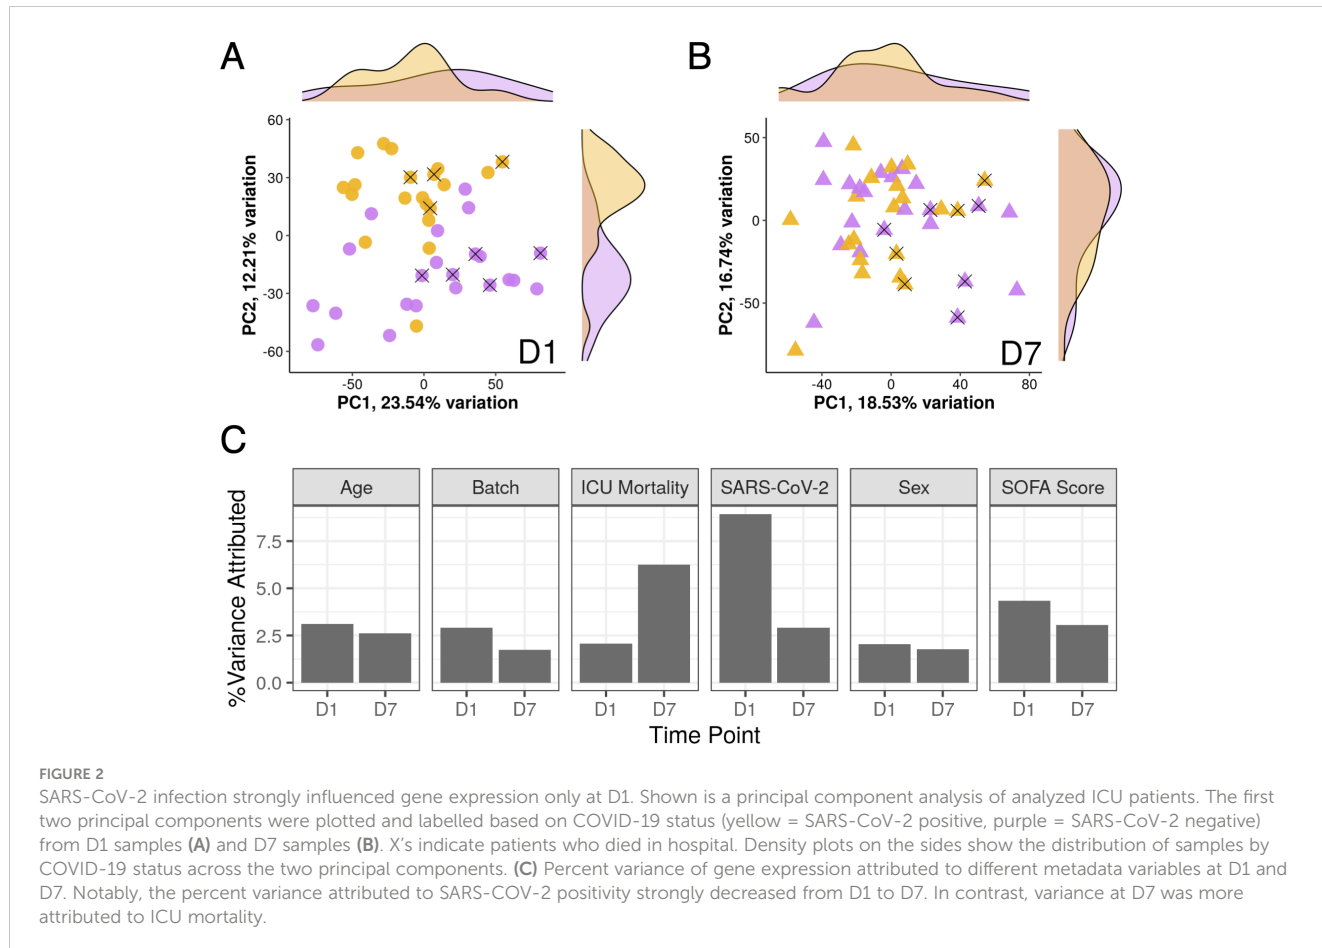 A
B
60
30
0
-30
-60
PC2, 12.21% variation
D1
-50 0 50
PC1, 23.54% variation
50
0
-50
PC2, 16.74% variation
D7
-40 0 40 80
PC1, 18.53% variation
C
Age Batch ICU Mortality SARS-CoV-2 Sex SOFA Score
%Variance Attributed
7.5
5.0
2.5
0.0
D1 D7 D1 D7 D1 D7 D1 D7 D1 D7 D1 D7
Time Point
FIGURE 2
SARS-CoV-2 infection strongly influenced gene expression only at D1. Shown is a principal component analysis of analyzed ICU patients. The first
two principal components were plotted and labelled based on COVID-19 status (yellow = SARS-CoV-2 positive, purple = SARS-CoV-2 negative)
from D1 samples (A) and D7 samples (B). X's indicate patients who died in hospital. Density plots on the sides show the distribution of samples by
COVID-19 status across the two principal components. (C) Percent variance of gene expression attributed to different metadata variables at D1 and
D7. Notably, the percent variance attributed to SARS-COV-2 positivity strongly decreased from D1 to D7. In contrast, variance at D7 was more
attributed to ICU mortality.